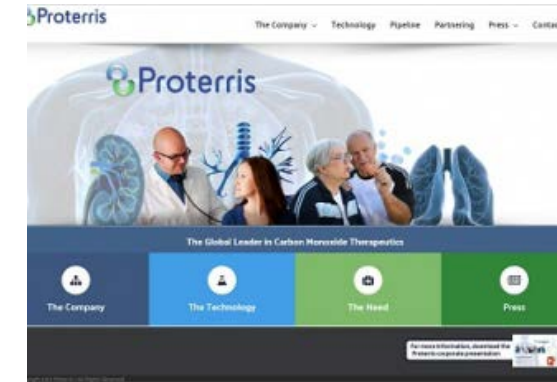 Proterris
The Company Technology Pipeline Partnering Press Contac
Proterris
The Global Leader in Carbon Monoxide Therapeutics
The Company The Technology The Need Press
For more information, download the
Proterris corporate presentation